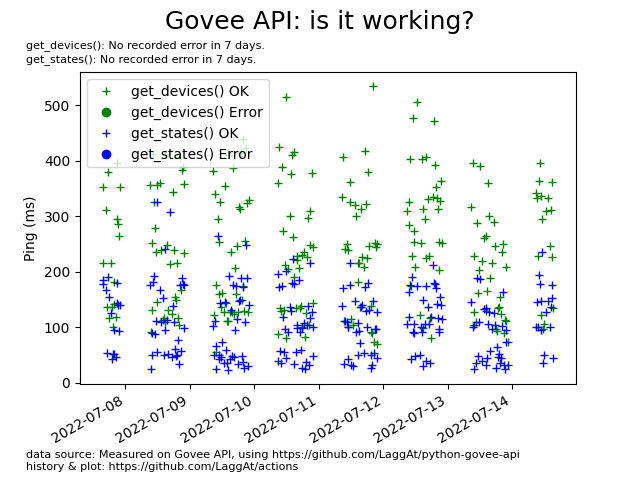 Govee API: is it working?
get_devices(): No recorded error in 7 days.
get_states(): No recorded error in 7 days.
get_devices() OK
get_devices() Error
get_states() OK
get_states() Error
Ping (ms)
500
400
300
200
100
0
2022-07-08
2022-07-09
2022-07-10
2022-07-11
2022-07-12
2022-07-13
2022-07-14
data source: Measured on Govee API, using https://github.com/LaggAt/python-govee-api
history & plot: https://github.com/LaggAt/actions